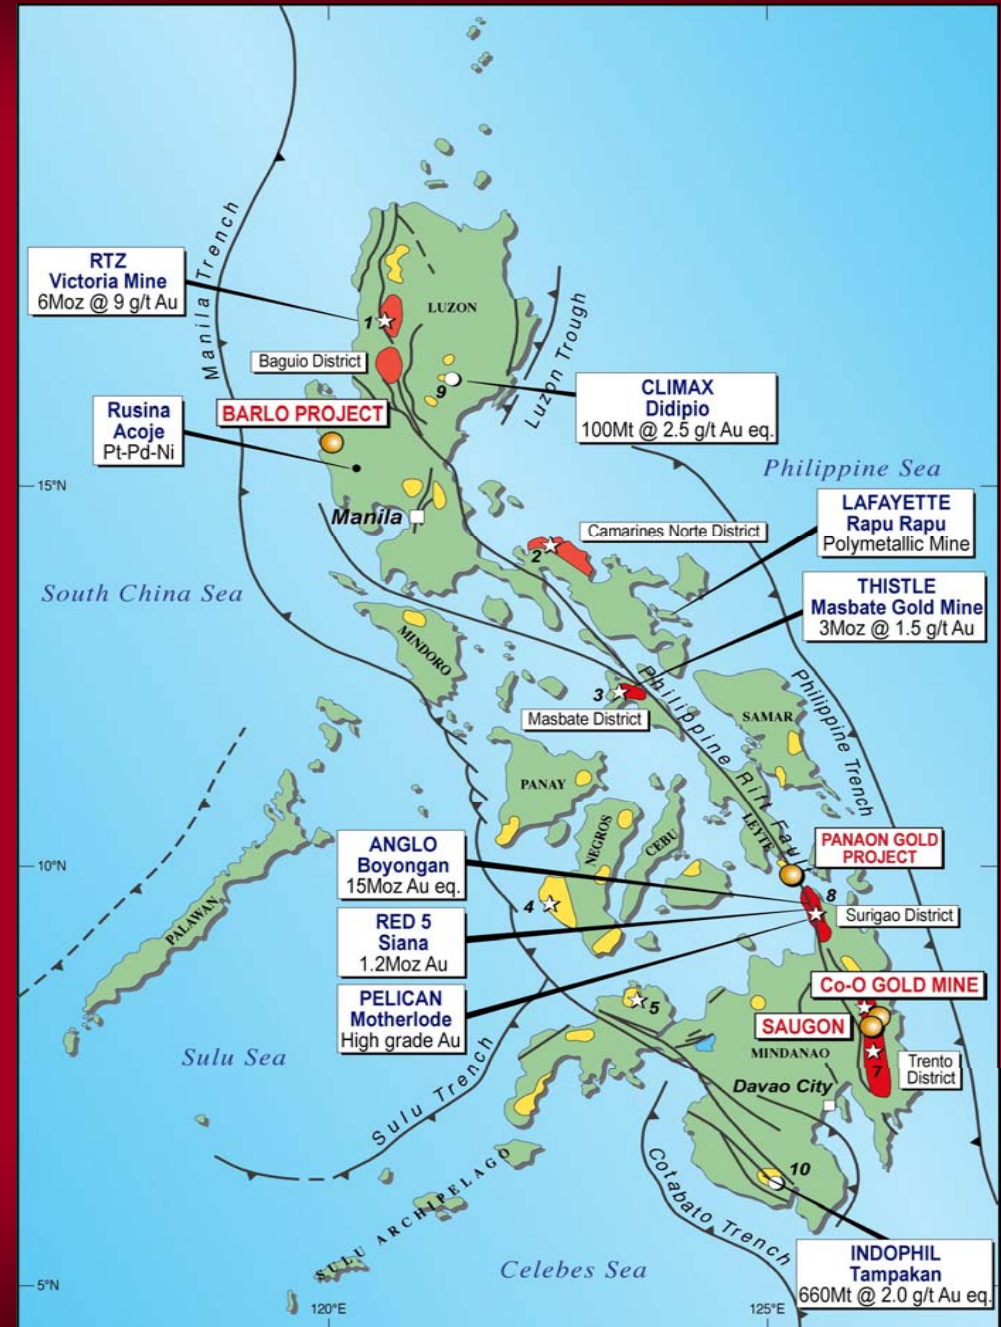 Manila Trench
RTZ
Victoria Mine
6Moz @ 9 g/t Au
LUZON
1
Luzon Trough
Baguio District
9
CLIMAX
Didipio
100Mt @ 2.5 g/t Au eq.
Rusina
Acoje
Pt-Pd-Ni
BARLO PROJECT
Philippine Sea
15°N
Manila
LAFAYETTE
Rapu Rapu
Polymetallic Mine
Camarines Norte District
2
South China Sea
THISTLE
Masbate Gold Mine
3Moz @ 1.5 g/t Au
MINDORO
3
Masbate District
Philippine Rift Fault
SAMAR
Philippine Trench
PANAY
NEGROS
CEBU
LEYTE
PANAON GOLD
PROJECT
10°N
ANGLO
Boyongan
15Moz Au eq.
8
4
Surigao District
PALAWAN
RED 5
Siana
1.2Moz Au
Co-O GOLD MINE
PELICAN
Motherlode
High grade Au
5
SAUGON
Sulu Sea
MINDANAO
7
Trento
District
Davao City
Sulu Trench
SULU ARCHIPELAGO
Cotabato Trench
10
Celebes Sea
INDOPHIL
Tampakan
660Mt @ 2.0 g/t Au eq.
5°N
120°E
125°E